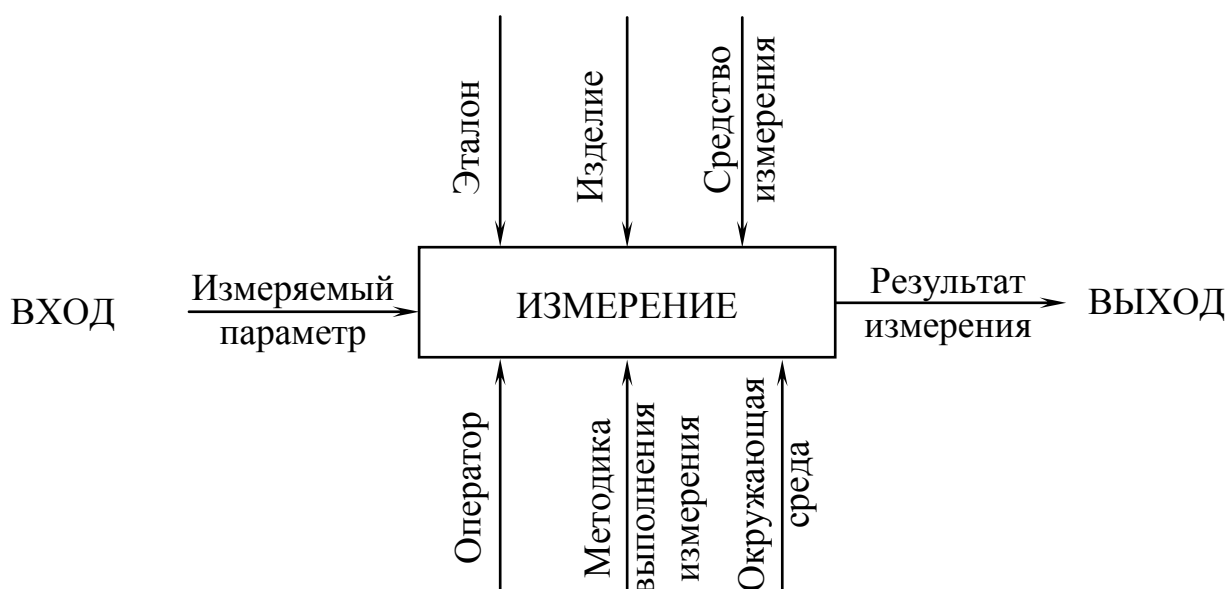 Эталон
Изделие
Средство
измерения
ВХОД
Измеряемый
параметр
ИЗМЕРЕНИЕ
Результат
измерения
ВЫХОД
Оператор
Методика
выполнения
измерения
Окружающая
среда